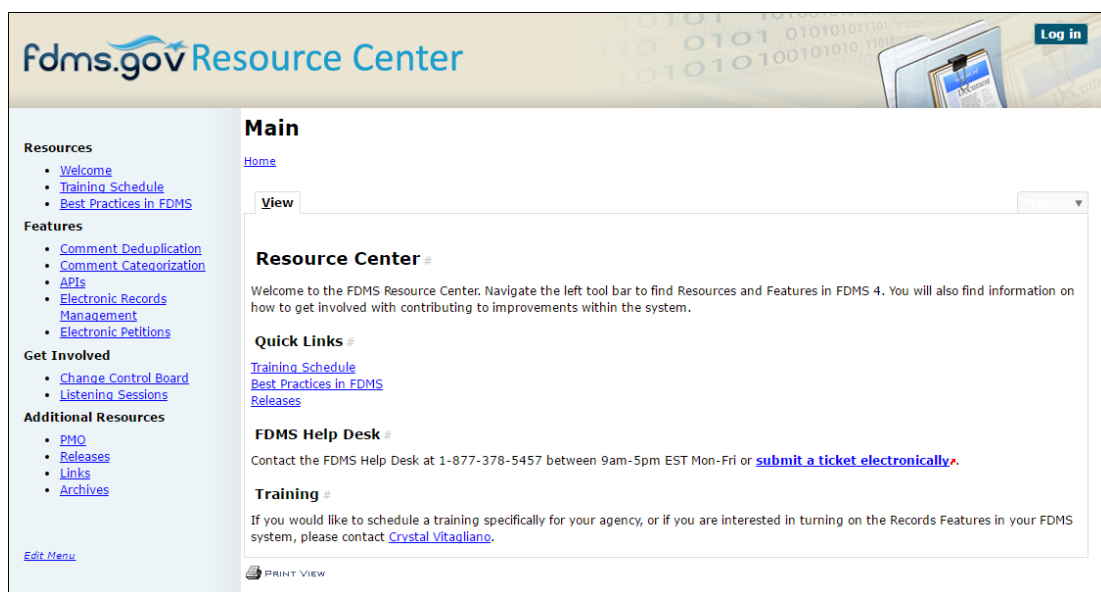 fdms.gov Resource Center
Log in
Resources
Welcome
Training Schedule
Best Practices in FDMS
Features
Comment Deduplication
Comment Categorization
APIs
Electronic Records
Management
Electronic Petitions
Get Involved
Change Control Board
Listening Sessions
Additional Resources
PMO
Releases
Links
Archives
Edit Menu
Main
Home
View
More...
Resource Center #
Welcome to the FDMS Resource Center. Navigate the left tool bar to find Resources and Features in FDMS 4. You will also find information on
how to get involved with contributing to improvements within the system.
Quick Links #
Training Schedule
Best Practices in FDMS
Releases
FDMS Help Desk #
Contact the FDMS Help Desk at 1-877-378-5457 between 9am-5pm EST Mon-Fri or submit a ticket electronically.
Training #
If you would like to schedule a training specifically for your agency, or if you are interested in turning on the Records Features in your FDMS
system, please contact Crystal Vitagliano.
PRINT VIEW